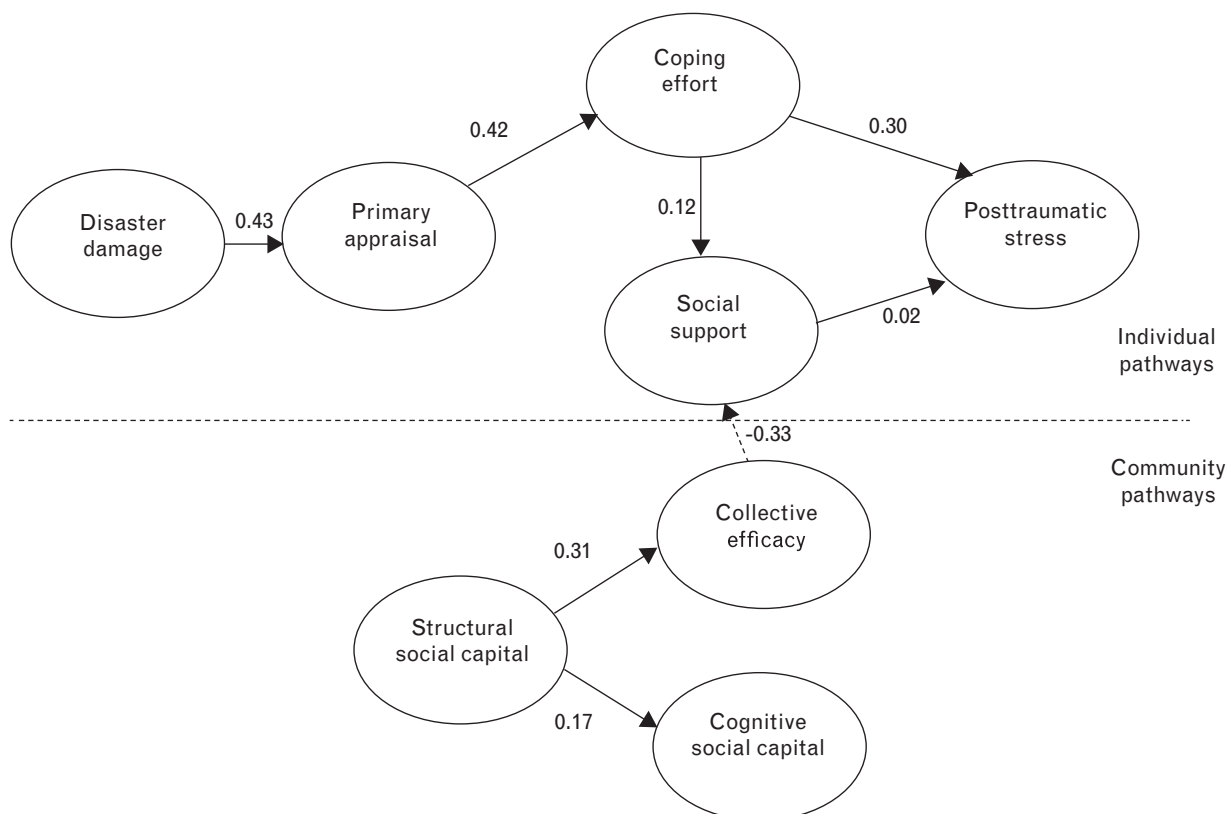 Coping
effort
0.42
0.30
Disaster
damage
0.43
Primary
appraisal
0.12
Posttraumatic
stress
Social
support
0.02
Individual
pathways
-0.33
Community
pathways
Collective
efficacy
0.31
Structural
social capital
0.17
Cognitive
social capital